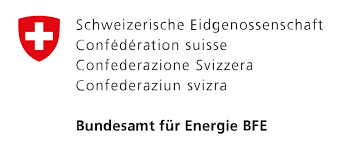 Schweizerische Eidgenossenschaft
Confédération suisse
Confederazione Svizzera
Confederaziun svizra
Bundesamt für Energie BFE